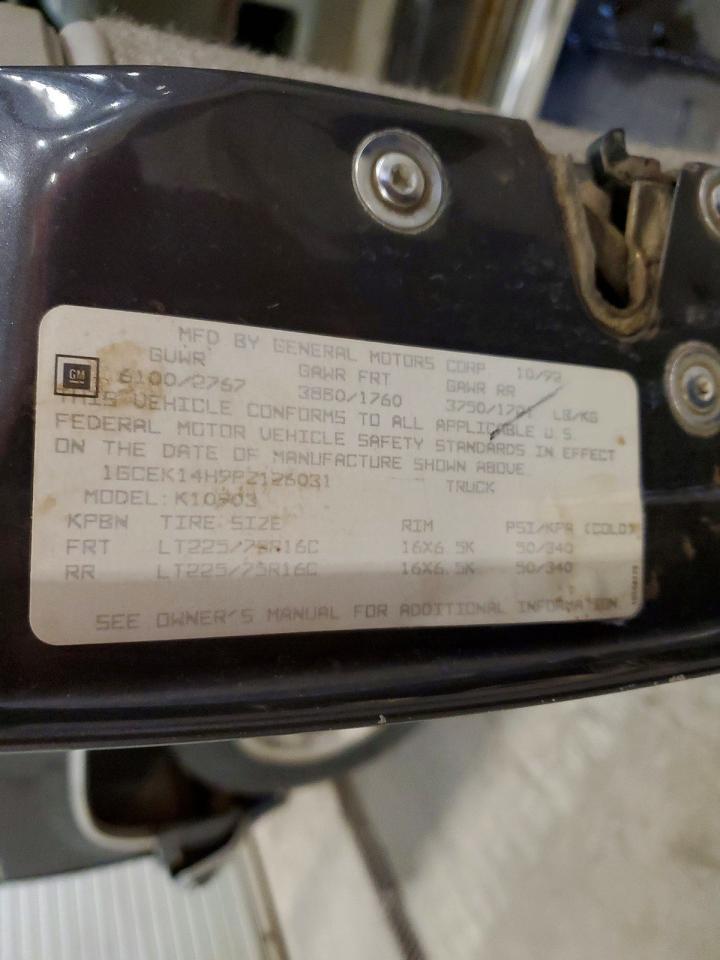 MFD BY GENERAL MOTORS CORP 10/92
GVWR GAWR FRT GAWR RR
GM 6100/2767 3880/1760 3750/1701 LB/KG
THIS VEHICLE CONFORMS TO ALL APPLICABLE U.S.
FEDERAL MOTOR VEHICLE SAFETY STANDARDS IN EFFECT
ON THE DATE OF MANUFACTURE SHOWN ABOVE
1GCEK14H9PZ126031 TRUCK
MODEL: K10903
KPBN TIRE SIZE RIM PSI/KPA (COLD)
FRT LT225/75R16C 16X6.5K 50/340
RR LT225/75R16C 16X6.5K 50/340
SEE OWNER'S MANUAL FOR ADDITIONAL INFORMATION